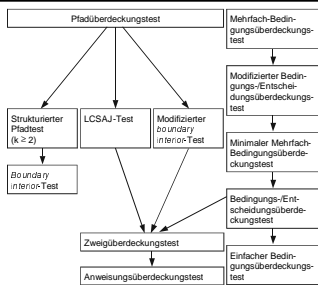 Pfadüberdeckungstest
Mehrfach-Bedin-
gungsüberdeckungs-
test
Modifizierter Bedin-
gungs-/Entschei-
dungsüberdeckungs-
test
Strukturierter
Pfadtest
(k ≥ 2)
LCSAJ-Test
Modifizierter
boundary
interior-Test
Minimaler Mehrfach-
Bedingungsüberde-
ckungstest
Boundary
interior-Test
Bedingungs-/Ent-
scheidungsüberde-
ckungstest
Zweigüberdeckungstest
Einfacher Bedin-
gungsüberdeckungs-
test
Anweisungsüberdeckungstest